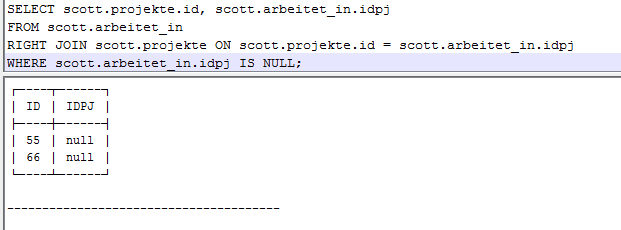 SELECT scott.projekte.id, scott.arbeitet_in.idpj
FROM scott.arbeitet_in
RIGHT JOIN scott.projekte ON scott.projekte.id = scott.arbeitet_in.idpj
WHERE scott.arbeitet_in.idpj IS NULL;
| ID | IDPJ |
| 55 | null |
| 66 | null |
---------------------------------------